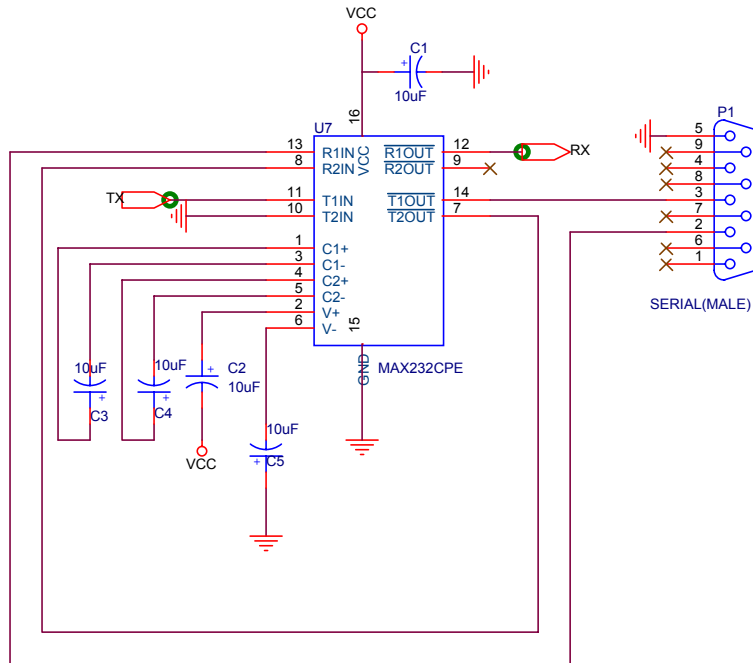 VCC
C1
+
10uF
16
U7
P1
13 R1IN VCC R1OUT 12 RX
8 R2IN R2OUT 9
TX 11 T1IN T1OUT 14
10 T2IN T2OUT 7
1 C1+
3 C1-
4 C2+
5 C2-
2 V+
6 V- 15
GND
MAX232CPE
5
9
4
8
3
7
2
6
1
SERIAL(MALE)
10uF
+
C3
10uF
+
C4
C2
+
10uF
VCC
10uF
+
C5